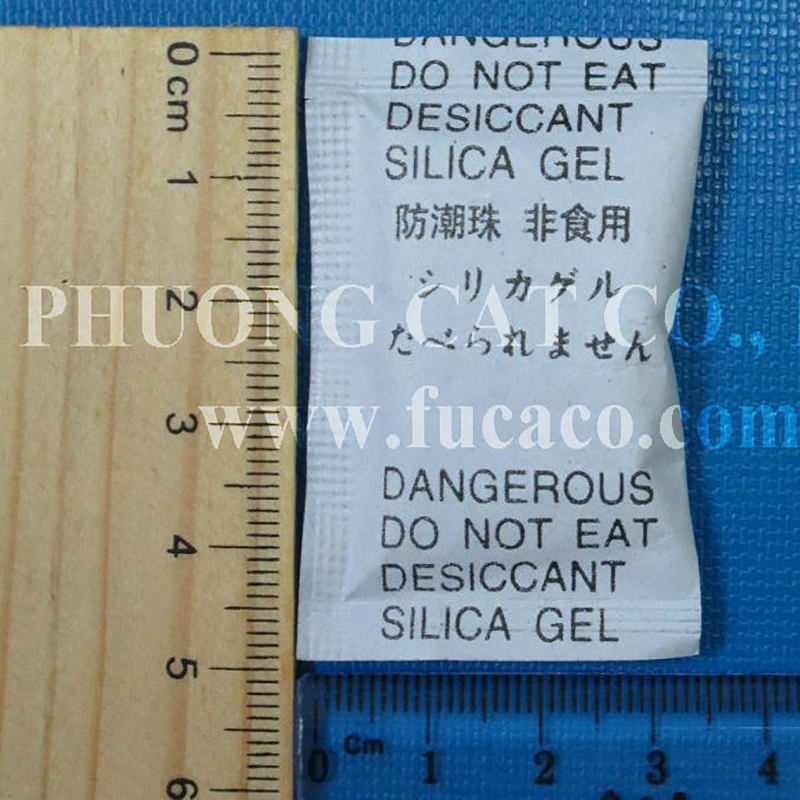 DANGEROUS
DO NOT EAT
DESICCANT
SILICA GEL
防潮珠 非食用
シリカゲル
たべられません
PHUONG CAT CO.,
www.fucaco.com
DANGEROUS
DO NOT EAT
DESICCANT
SILICA GEL
0 cm 1 2 3 4 5 6
0 Cm 1 2 3 4